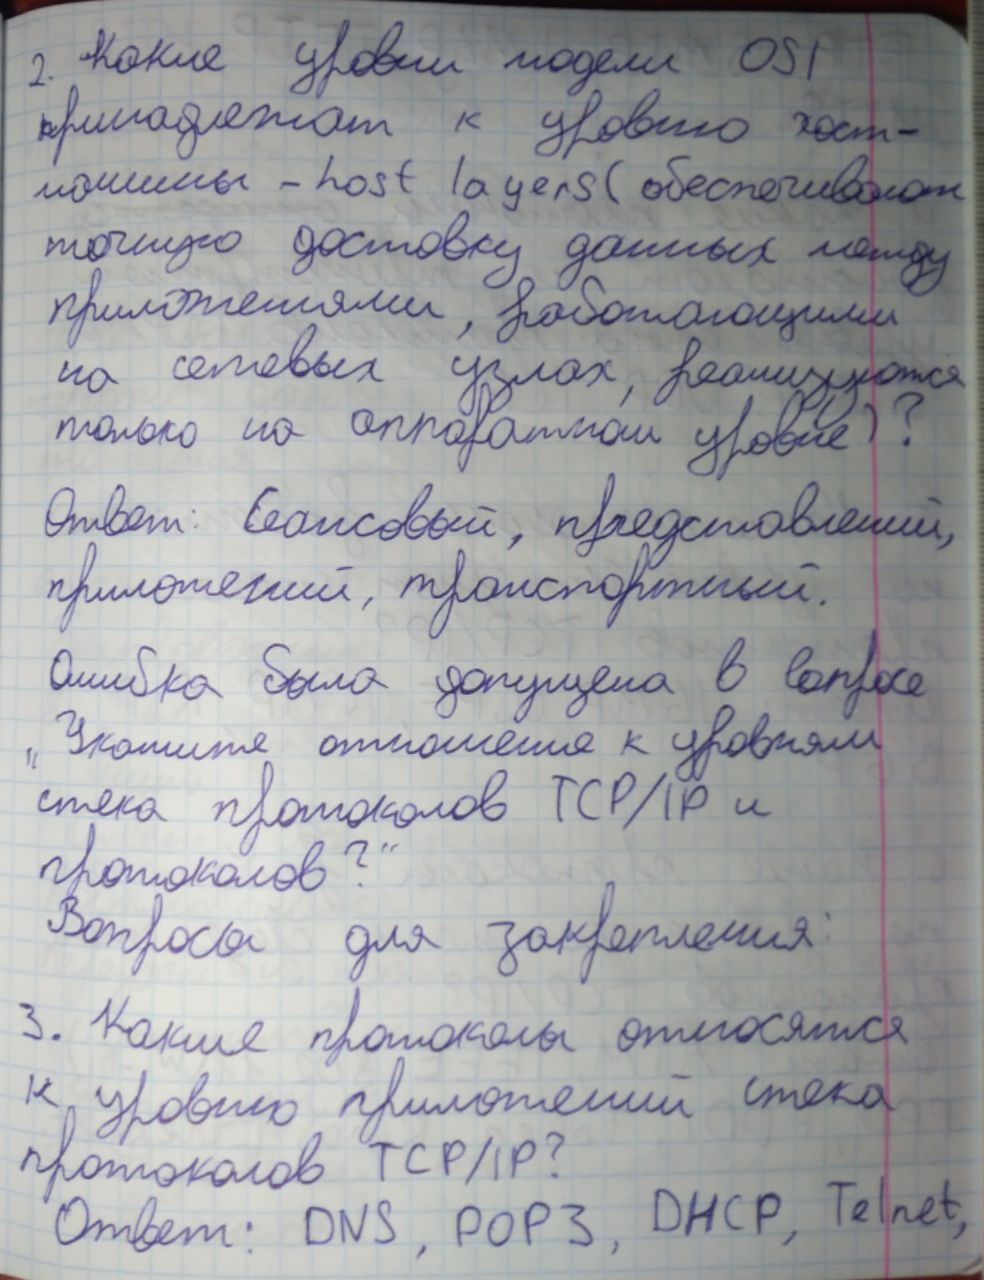 2. Какие уровни модели OSI
принадлежат к уровню хост-
машины - host layers (обеспечивают
точную доставку данных между
приложениями, работающими
на сетевых узлах, реализуются
только на аппаратном уровне)?
Ответ: Сеансовый, представлений,
приложений, транспортный.
Ошибка была допущена в вопросе
„Укажите отношение к уровням
стека протоколов TCP/IP и
протоколов?“
Вопросы для закрепления:
3. Какие протоколы относятся
к уровню приложений стека
протоколов TCP/IP?
Ответ: DNS, POP3, DHCP, Telnet,